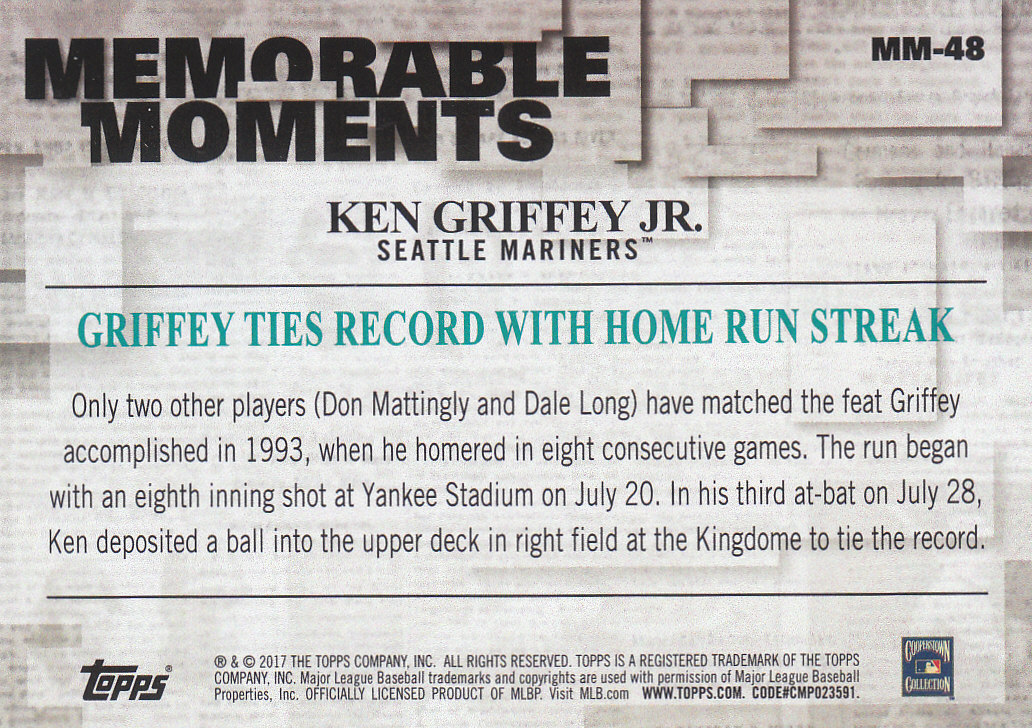 MEMORABLE
MOMENTS
MM-48
KEN GRIFFEY JR.
SEATTLE MARINERS™
GRIFFEY TIES RECORD WITH HOME RUN STREAK
Only two other players (Don Mattingly and Dale Long) have matched the feat Griffey
accomplished in 1993, when he homered in eight consecutive games. The run began
with an eighth inning shot at Yankee Stadium on July 20. In his third at-bat on July 28,
Ken deposited a ball into the upper deck in right field at the Kingdome to tie the record.
Topps®
® & © 2017 THE TOPPS COMPANY, INC. ALL RIGHTS RESERVED. TOPPS IS A REGISTERED TRADEMARK OF THE TOPPS
COMPANY, INC. Major League Baseball trademarks and copyrights are used with permission of Major League Baseball
Properties, Inc. OFFICIALLY LICENSED PRODUCT OF MLBP. Visit MLB.com WWW.TOPPS.COM. CODE#CMP023591.
COOPERSTOWN
COLLECTION